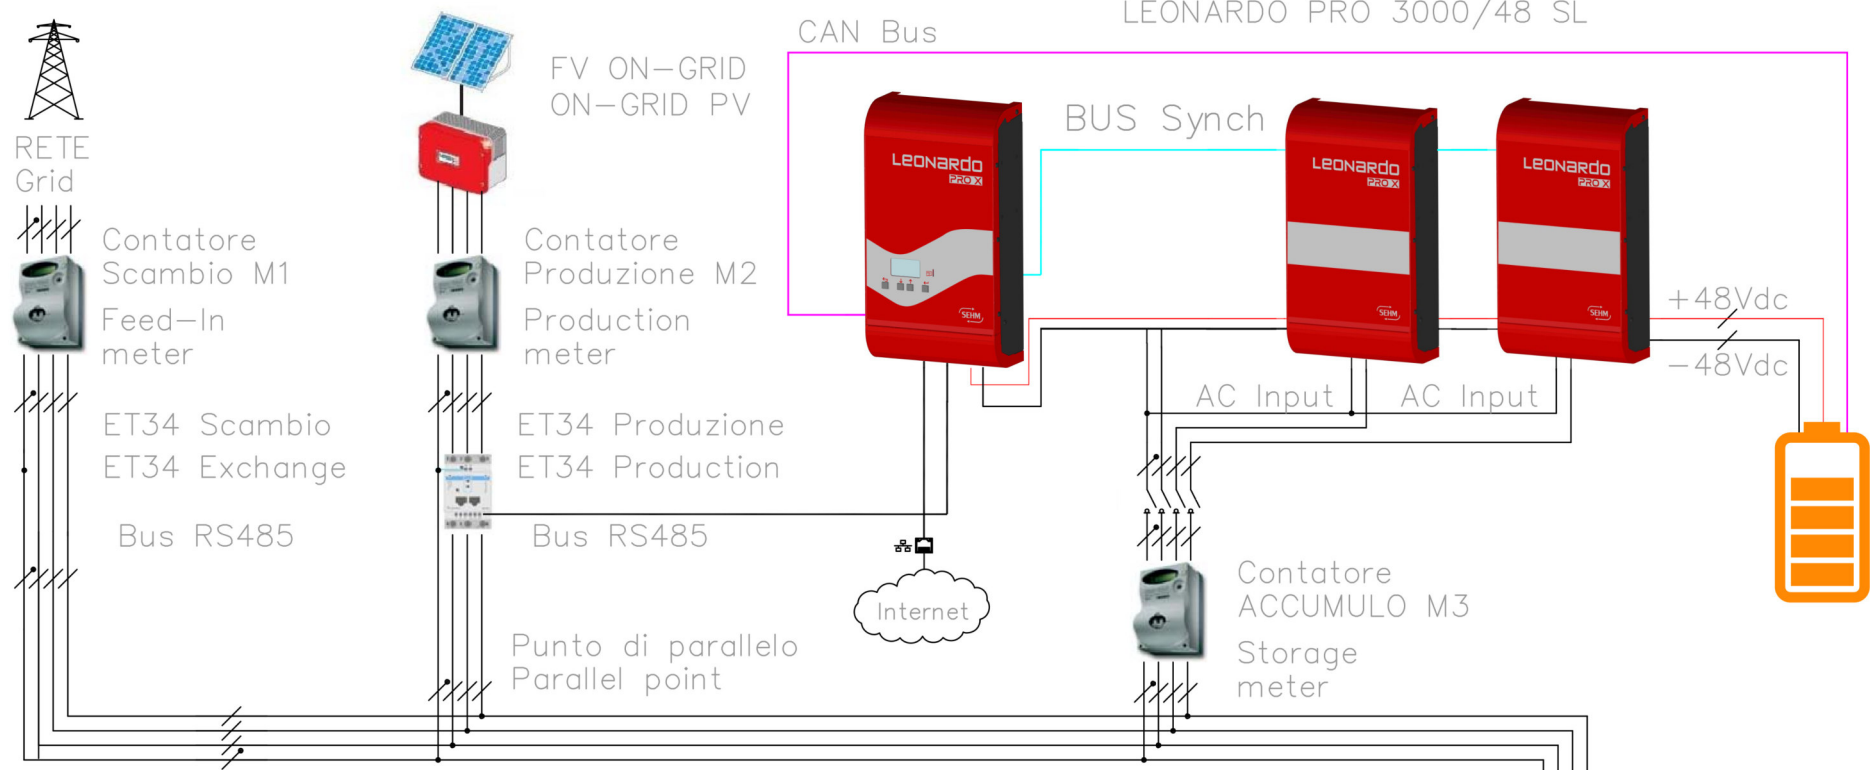 LEONARDO PRO 3000/48 SL
CAN Bus
FV ON-GRID
ON-GRID PV
BUS Synch
RETE
Grid
LEONARDO
PRO X
LEONARDO
PRO X
LEONARDO
PRO X
Contatore
Scambio M1
Feed-In
meter
Contatore
Produzione M2
Production
meter
SEHM
SEHM
SEHM
+48Vdc
-48Vdc
AC Input
AC Input
ET34 Scambio
ET34 Exchange
ET34 Produzione
ET34 Production
Bus RS485
Bus RS485
Internet
Contatore
ACCUMULO M3
Storage
meter
Punto di parallelo
Parallel point